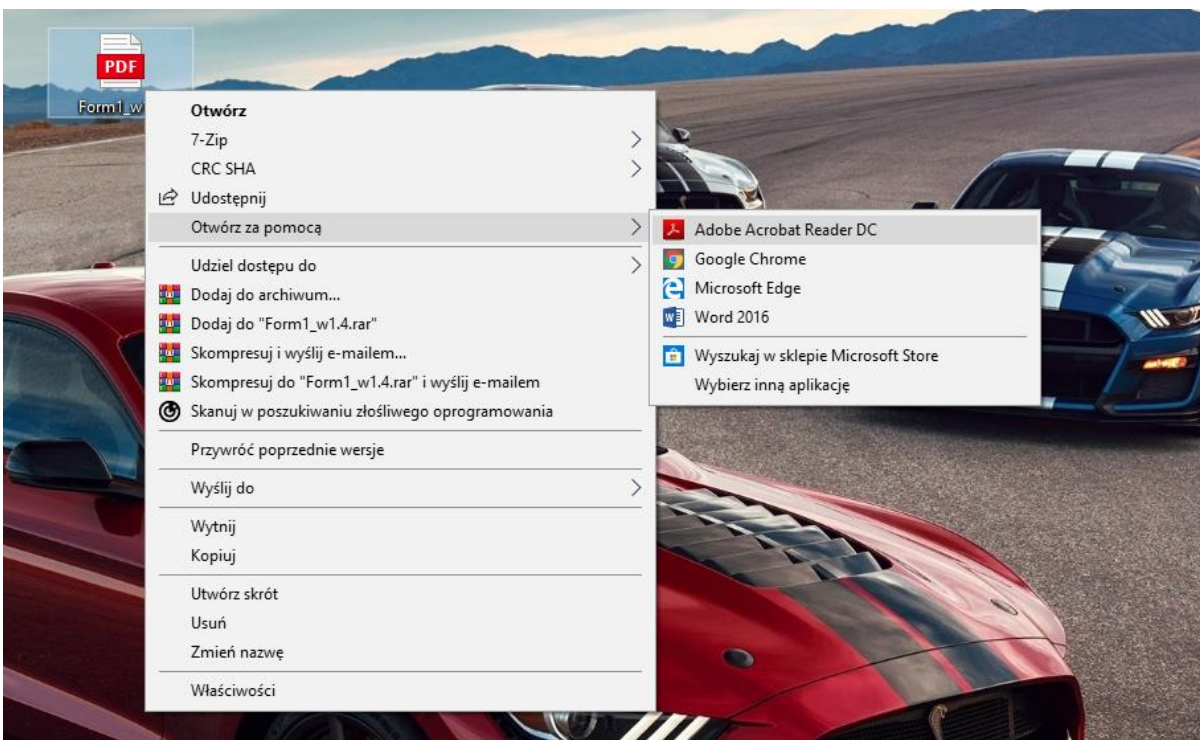 PDF
Form1_w
Otwórz
7-Zip
CRC SHA
Udostępnij
Otwórz za pomocą
Udziel dostępu do
Dodaj do archiwum...
Dodaj do "Form1_w1.4.rar"
Skompresuj i wyślij e-mailem...
Skompresuj do "Form1_w1.4.rar" i wyślij e-mailem
Skanuj w poszukiwaniu złośliwego oprogramowania
Przywróć poprzednie wersje
Wyślij do
Wytnij
Kopiuj
Utwórz skrót
Usuń
Zmień nazwę
Właściwości
Adobe Acrobat Reader DC
Google Chrome
Microsoft Edge
Word 2016
Wyszukaj w sklepie Microsoft Store
Wybierz inną aplikację